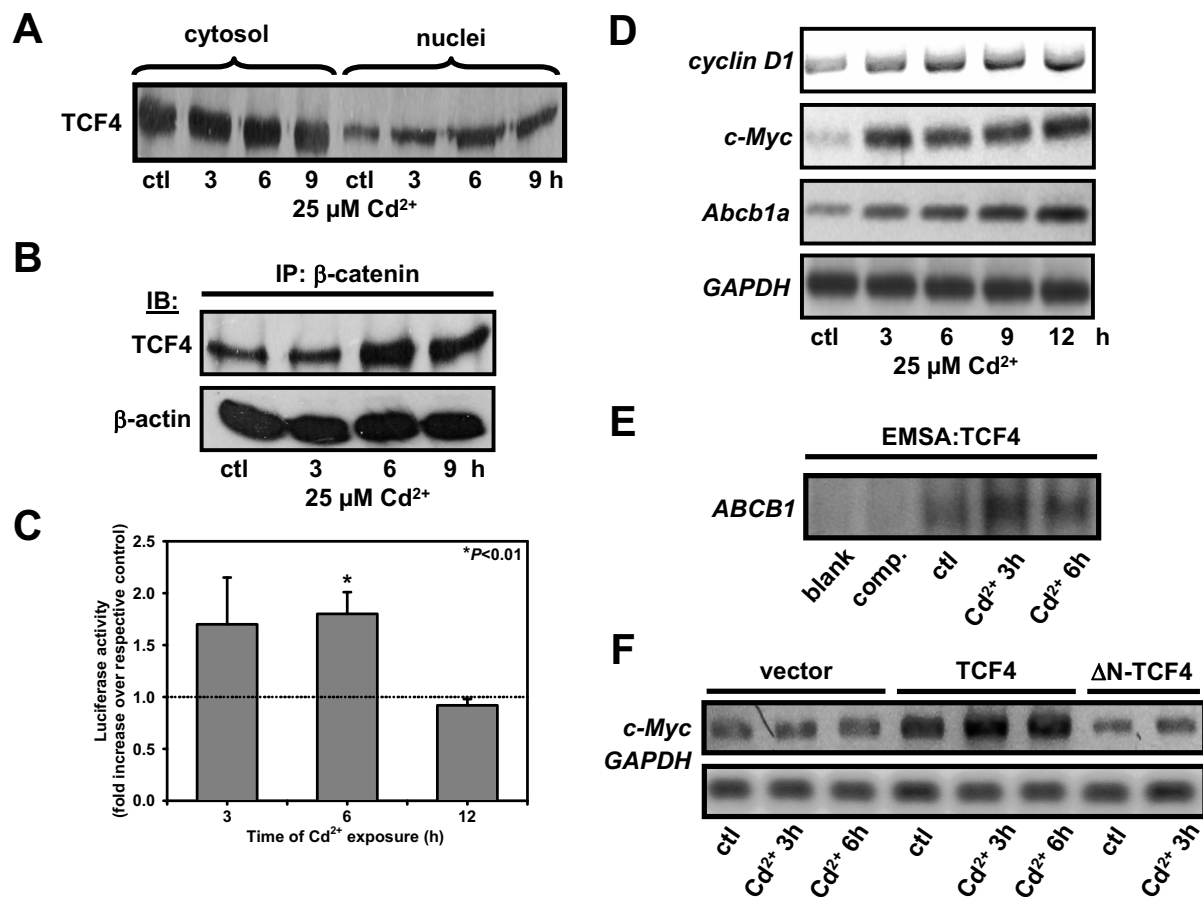 A
cytosol nuclei
TCF4
ctl 3 6 9 ctl 3 6 9 h
25 µM Cd²⁺
B
IP: β-catenin
IB:
TCF4
β-actin
ctl 3 6 9 h
25 µM Cd²⁺
C
Luciferase activity
(fold increase over respective control)
2.5
2.0
1.5
1.0
0.5
0.0
*P<0.01
*
3 6 12
Time of Cd²⁺ exposure (h)
D
cyclin D1
c-Myc
Abcb1a
GAPDH
ctl 3 6 9 12 h
25 µM Cd²⁺
E
EMSA:TCF4
ABCB1
blank
comp.
ctl
Cd²⁺ 3h
Cd²⁺ 6h
F
vector TCF4 ΔN-TCF4
c-Myc
GAPDH
ctl
Cd²⁺ 3h
Cd²⁺ 6h
ctl
Cd²⁺ 3h
Cd²⁺ 6h
ctl
Cd²⁺ 3h